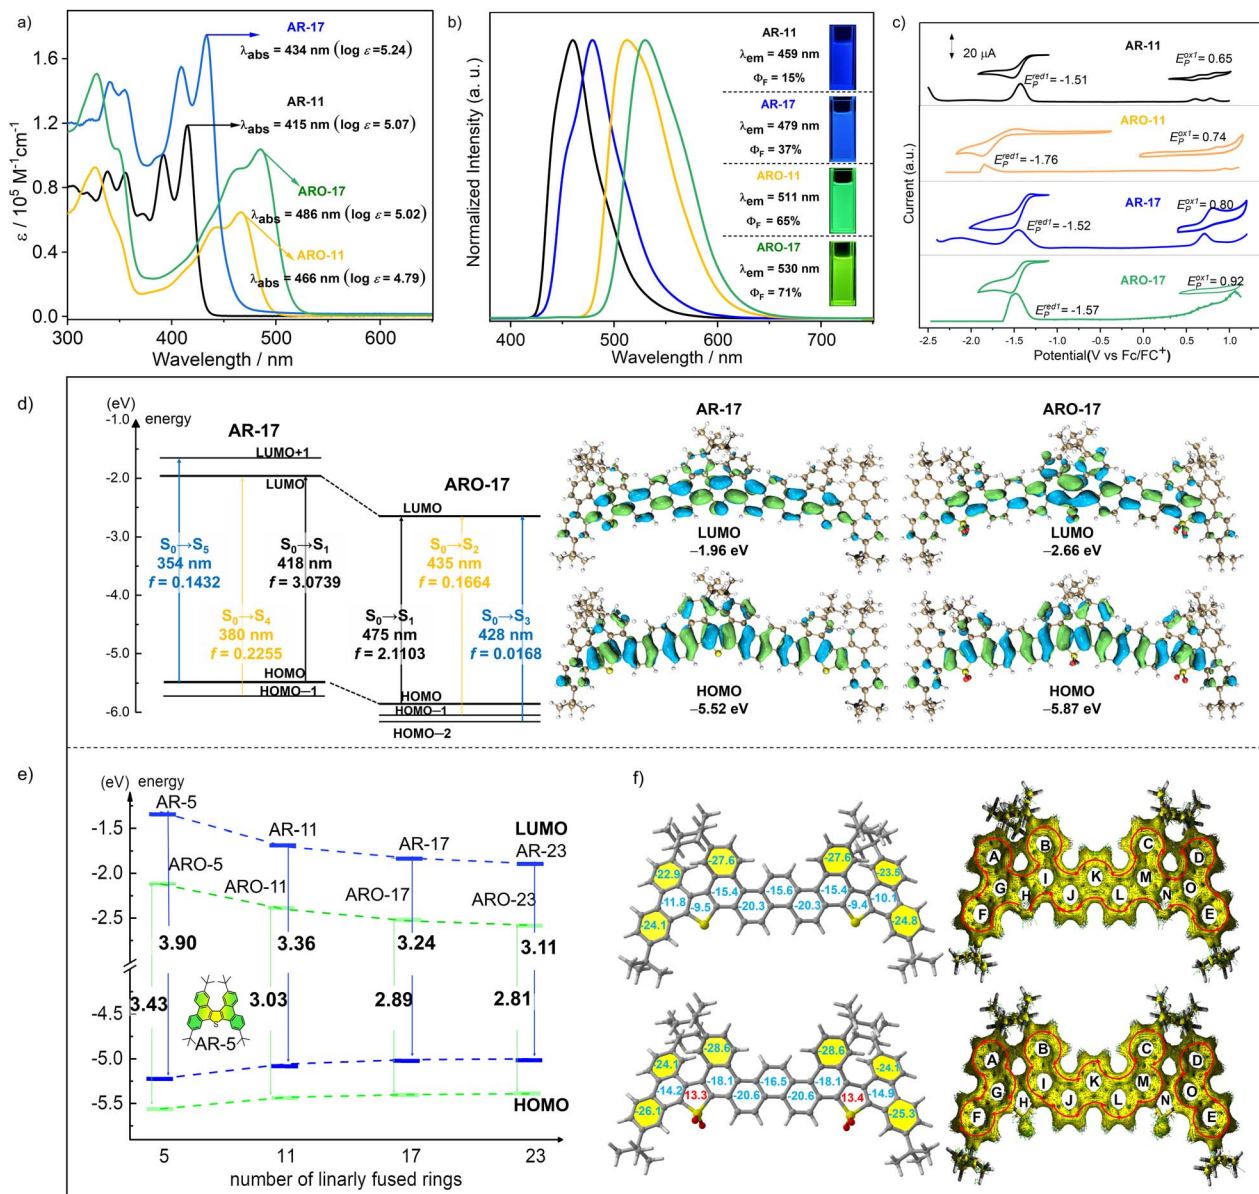 a)
AR-17
λabs = 434 nm (log ε =5.24)
AR-11
λabs = 415 nm (log ε = 5.07)
ARO-17
λabs = 486 nm (log ε = 5.02)
ARO-11
λabs = 466 nm (log ε = 4.79)
ε / 10⁵ M⁻¹cm⁻¹
1.6
1.2
0.8
0.4
0.0
300 400 500 600
Wavelength / nm
b)
Normalized Intensity (a. u.)
AR-11
λem = 459 nm
ΦF = 15%
AR-17
λem = 479 nm
ΦF = 37%
ARO-11
λem = 511 nm
ΦF = 65%
ARO-17
λem = 530 nm
ΦF = 71%
400 500 600 700
Wavelength / nm
c)
Current (a.u.)
20 µA
AR-11
E_P^red1 = -1.51
E_P^ox1 = 0.65
ARO-11
E_P^red1 = -1.76
E_P^ox1 = 0.74
AR-17
E_P^red1 = -1.52
E_P^ox1 = 0.80
ARO-17
E_P^red1 = -1.57
E_P^ox1 = 0.92
-2.5 -2.0 -1.5 -1.0 -0.5 0.0 0.5 1.0
Potential(V vs Fc/FC⁺)
d)
(eV) energy
-1.0
-2.0
-3.0
-4.0
-5.0
-6.0
AR-17
LUMO+1
LUMO
S₀→S₅
354 nm
f = 0.1432
S₀→S₄
380 nm
f = 0.2255
S₀→S₁
418 nm
f = 3.0739
HOMO
HOMO−1
ARO-17
LUMO
S₀→S₁
475 nm
f = 2.1103
S₀→S₂
435 nm
f = 0.1664
S₀→S₃
428 nm
f = 0.0168
HOMO
HOMO−1
HOMO−2
AR-17
LUMO
−1.96 eV
HOMO
−5.52 eV
ARO-17
LUMO
−2.66 eV
HOMO
−5.87 eV
e)
(eV) energy
-1.5
-2.0
-2.5
-4.5
-5.0
-5.5
AR-5
AR-11
AR-17
LUMO
AR-23
ARO-5
ARO-11
ARO-17
ARO-23
3.90 3.36 3.24 3.11
3.43 3.03 2.89 2.81
S
AR-5
HOMO
5 11 17 23
number of linarly fused rings
f)
-27.6 -27.6
22.9 -23.5
-15.4 -15.6 -15.4
-11.8 -9.5 -20.3 -20.3 -9.4 -10.1
-24.1 -24.8
A B C D
G I K M O
F H J L N E
-28.6 -28.6
-24.1 -24.1
-18.1 -16.5 -18.1
-14.2 13.3 -20.6 -20.6 13.4 -14.9
-26.1 -25.3
A B C D
G I K M O
F H J L N E